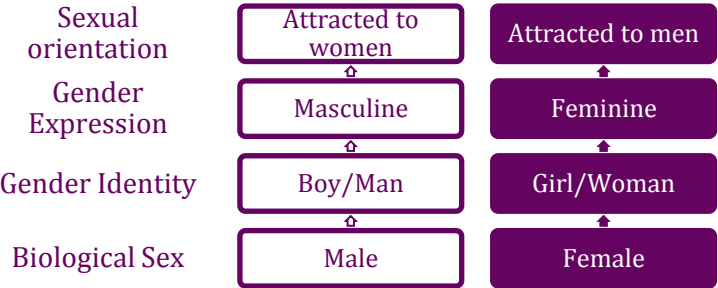 Sexual
orientation
Attracted to
women
Attracted to men
Gender
Expression
Masculine
Feminine
Gender Identity
Boy/Man
Girl/Woman
Biological Sex
Male
Female